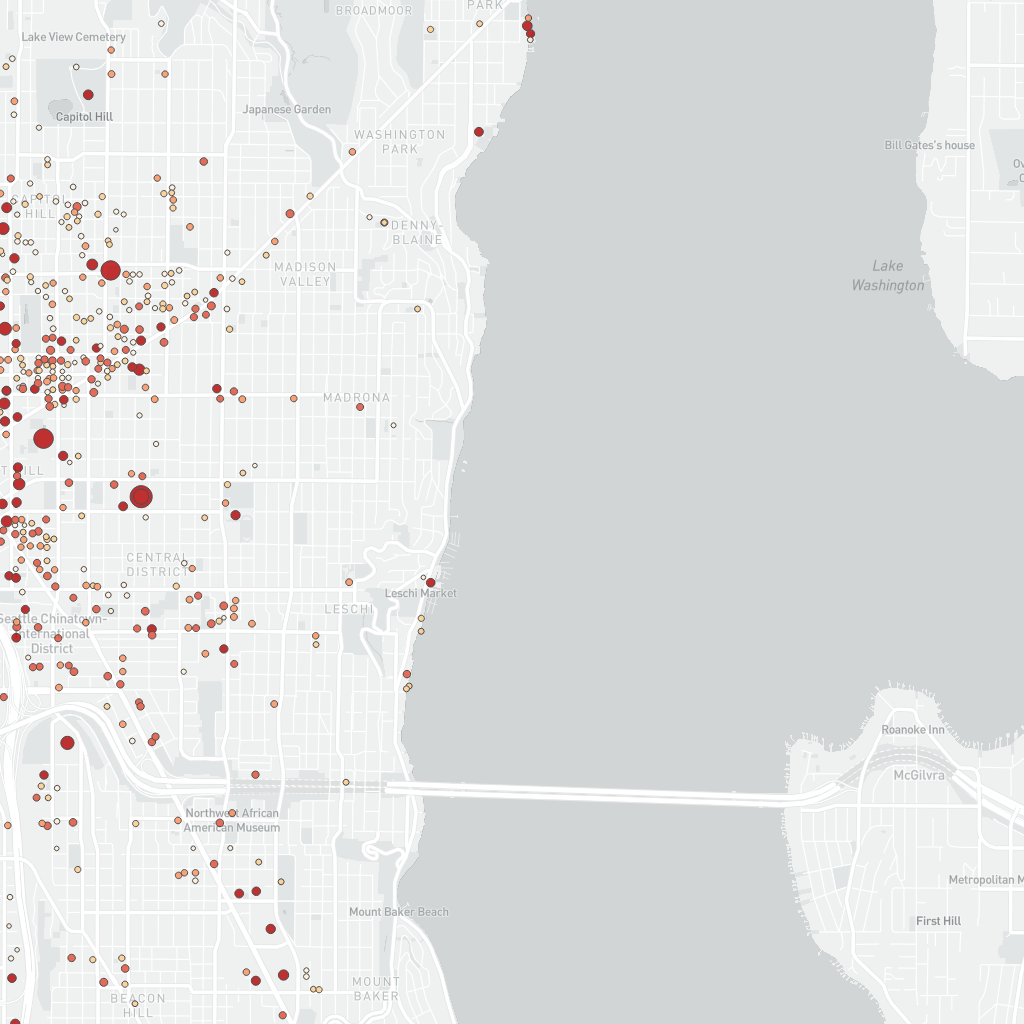 PARK
BROADMOOR
Lake View Cemetery
Japanese Garden
Capitol Hill
WASHINGTON
PARK
Bill Gates's house
CAPITOL
HILL
DENNY-
BLAINE
MADISON
VALLEY
Lake
Washington
MADRONA
T HILL
CENTRAL
DISTRICT
Leschi Market
LESCHI
Seattle Chinatown-
International
District
Roanoke Inn
McGilvra
Northwest African
American Museum
Metropolitan M
Mount Baker Beach
First Hill
MOUNT
BAKER
BEACON
HILL